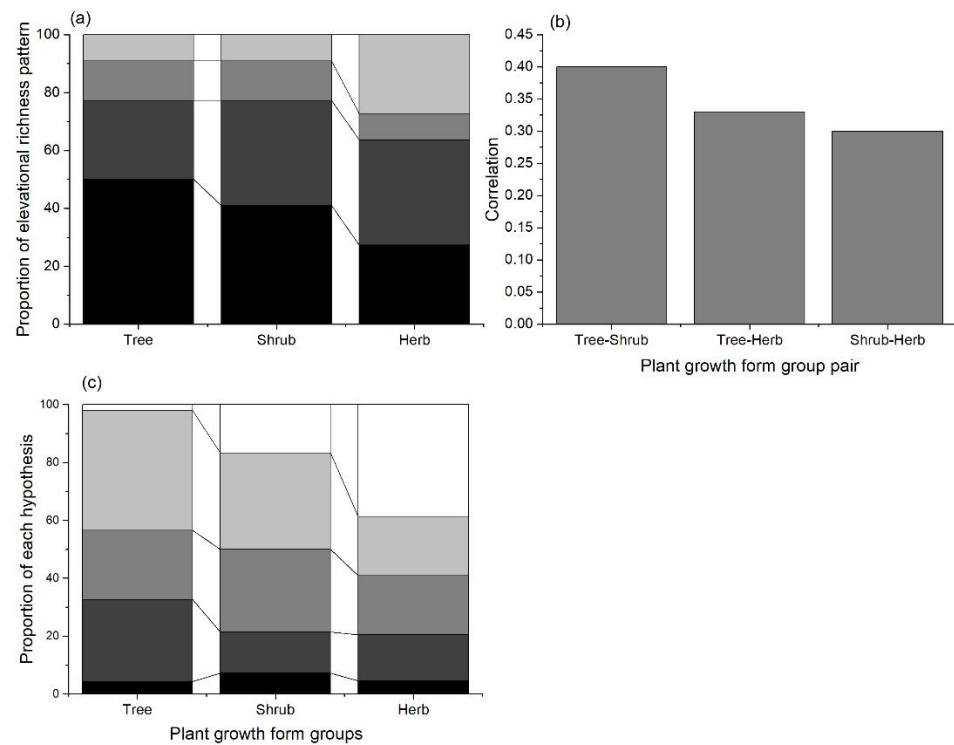 (a)
Proportion of elevational richness pattern
100
80
60
40
20
0
Tree
Shrub
Herb
(b)
Correlation
0.45
0.40
0.35
0.30
0.25
0.20
0.15
0.10
0.05
0.00
Tree-Shrub
Tree-Herb
Shrub-Herb
Plant growth form group pair
(c)
Proportion of each hypothesis
100
80
60
40
20
0
Tree
Shrub
Herb
Plant growth form groups